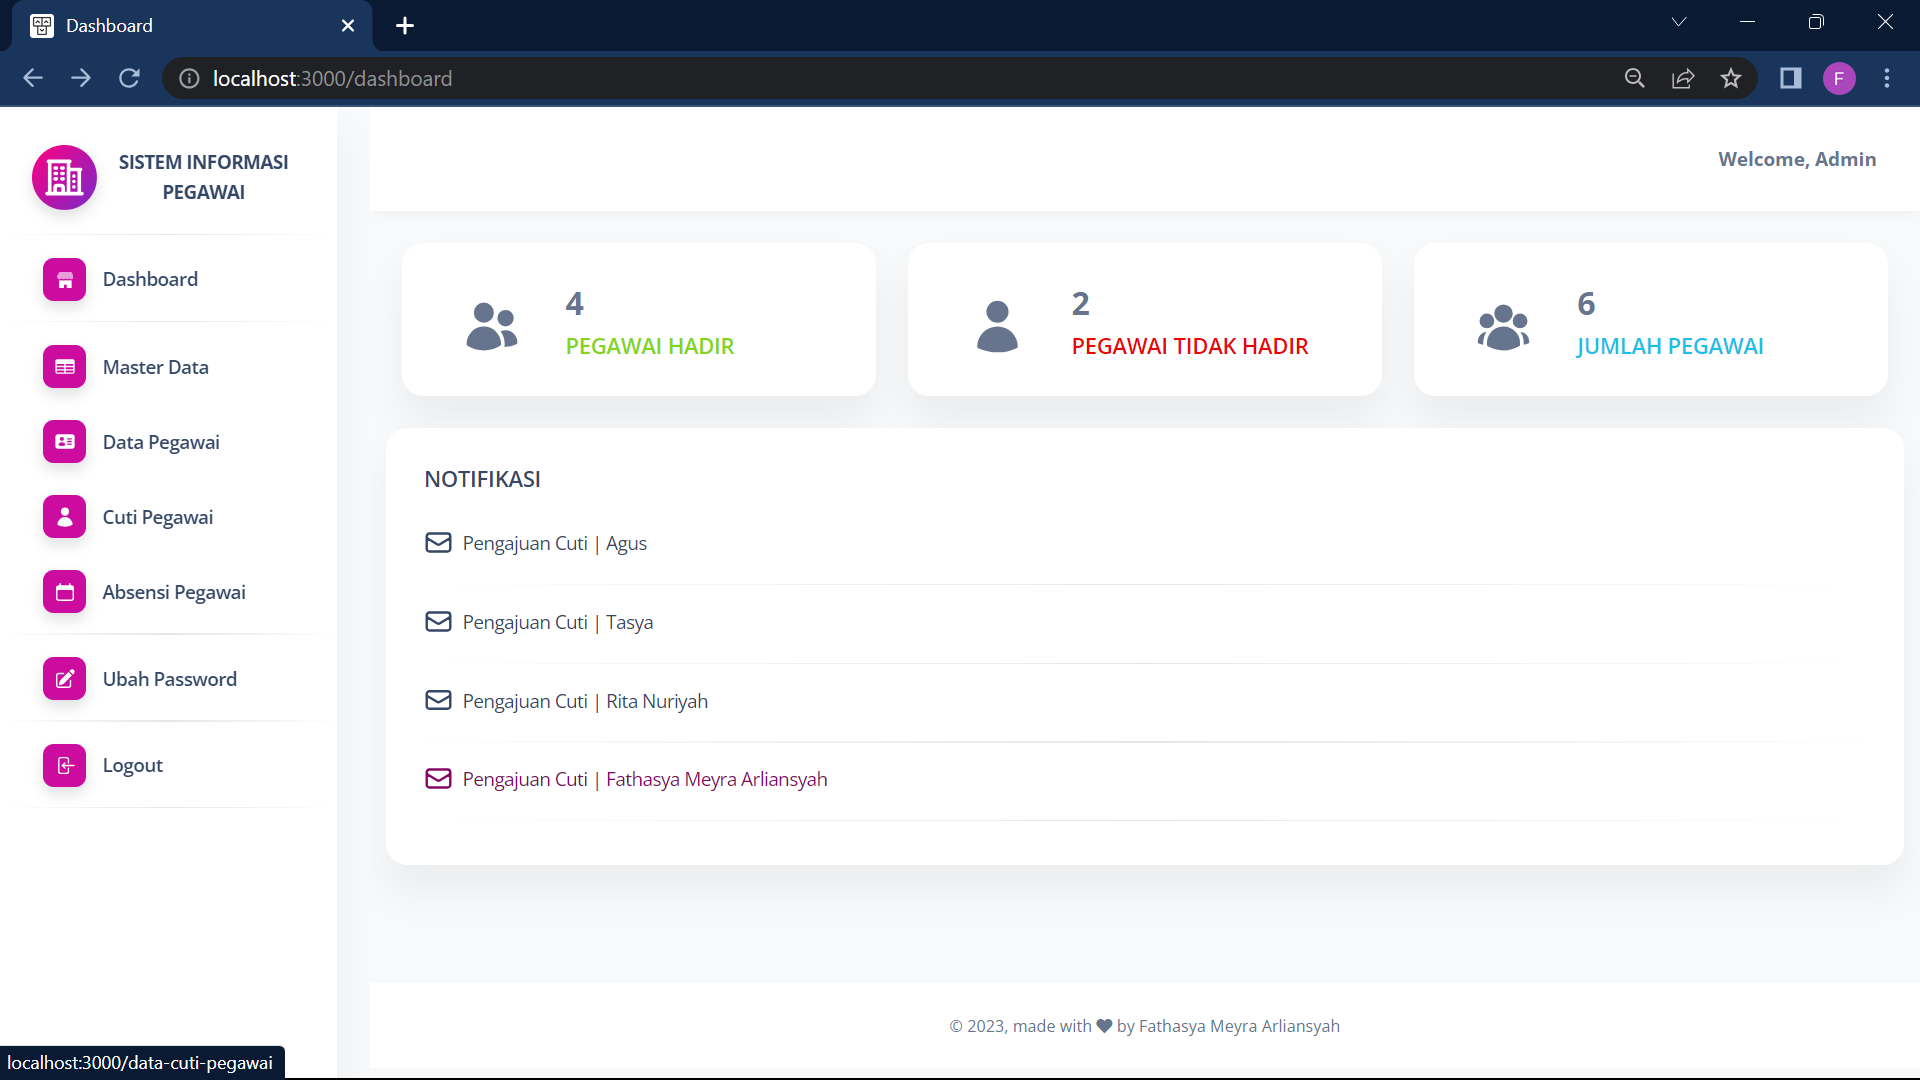 Dashboard
localhost:3000/dashboard
F
SISTEM INFORMASI
PEGAWAI
Welcome, Admin
Dashboard
Master Data
Data Pegawai
Cuti Pegawai
Absensi Pegawai
Ubah Password
Logout
4
PEGAWAI HADIR
2
PEGAWAI TIDAK HADIR
6
JUMLAH PEGAWAI
NOTIFIKASI
Pengajuan Cuti | Agus
Pengajuan Cuti | Tasya
Pengajuan Cuti | Rita Nuriyah
Pengajuan Cuti | Fathasya Meyra Arliansyah
© 2023, made with ♥ by Fathasya Meyra Arliansyah
localhost:3000/data-cuti-pegawai